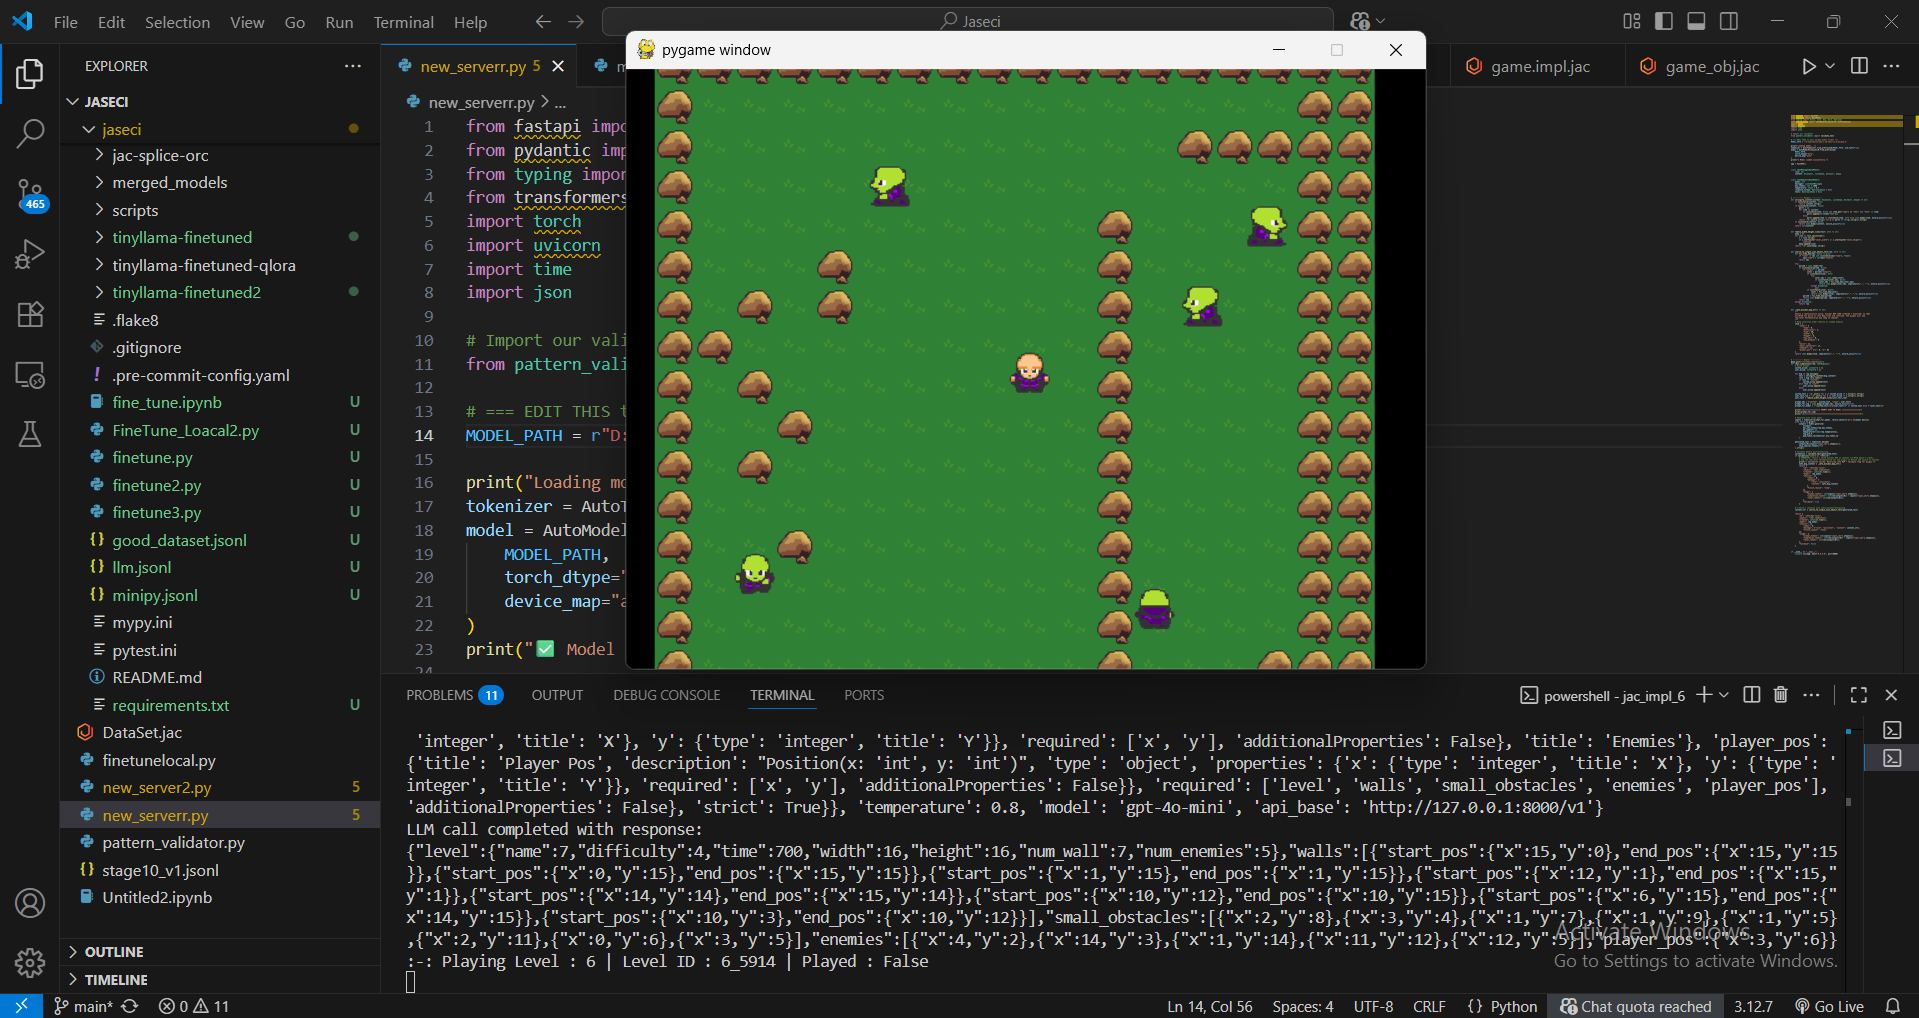 File Edit Selection View Go Run Terminal Help
Jaseci
pygame window
EXPLORER
new_serverr.py 5
game.impl.jac
game_obj.jac
JASECI
jaseci
jac-splice-orc
merged_models
scripts
tinyllama-finetuned
tinyllama-finetuned-qlora
tinyllama-finetuned2
.flake8
.gitignore
.pre-commit-config.yaml
fine_tune.ipynb U
FineTune_Loacal2.py U
finetune.py U
finetune2.py U
finetune3.py U
good_dataset.jsonl U
llm.jsonl U
minipy.jsonl U
mypy.ini
pytest.ini
README.md
requirements.txt U
DataSet.jac
finetunelocal.py
new_server2.py 5
new_serverr.py 5
pattern_validator.py
stage10_v1.jsonl
Untitled2.ipynb
OUTLINE
TIMELINE
465
new_serverr.py > ...
1 from fastapi impo
2 from pydantic imp
3 from typing impor
4 from transformers
5 import torch
6 import uvicorn
7 import time
8 import json
9
10 # Import our vali
11 from pattern_vali
12
13 # === EDIT THIS t
14 MODEL_PATH = r"D:
15
16 print("Loading mo
17 tokenizer = AutoT
18 model = AutoModel
19 MODEL_PATH,
20 torch_dtype="
21 device_map="a
22 )
23 print("✅ Model
24
PROBLEMS 11 OUTPUT DEBUG CONSOLE TERMINAL PORTS
powershell - jac_impl_6
'integer', 'title': 'X'}, 'y': {'type': 'integer', 'title': 'Y'}}, 'required': ['x', 'y'], 'additionalProperties': False}, 'title': 'Enemies'}, 'player_pos':
{'title': 'Player Pos', 'description': "Position(x: 'int', y: 'int')", 'type': 'object', 'properties': {'x': {'type': 'integer', 'title': 'X'}, 'y': {'type': '
integer', 'title': 'Y'}}, 'required': ['x', 'y'], 'additionalProperties': False}}, 'required': ['level', 'walls', 'small_obstacles', 'enemies', 'player_pos'],
'additionalProperties': False}, 'strict': True}}, 'temperature': 0.8, 'model': 'gpt-4o-mini', 'api_base': 'http://127.0.0.1:8000/v1'}
LLM call completed with response:
{"level":{"name":7,"difficulty":4,"time":700,"width":16,"height":16,"num_wall":7,"num_enemies":5},"walls":[{"start_pos":{"x":15,"y":0},"end_pos":{"x":15,"y":15
}},{"start_pos":{"x":0,"y":15},"end_pos":{"x":15,"y":15}},{"start_pos":{"x":1,"y":15},"end_pos":{"x":1,"y":15}},{"start_pos":{"x":12,"y":1},"end_pos":{"x":15,"
y":1}},{"start_pos":{"x":14,"y":14},"end_pos":{"x":15,"y":14}},{"start_pos":{"x":10,"y":12},"end_pos":{"x":10,"y":15}},{"start_pos":{"x":6,"y":15},"end_pos":{"
x":14,"y":15}},{"start_pos":{"x":10,"y":3},"end_pos":{"x":10,"y":12}}],"small_obstacles":[{"x":2,"y":8},{"x":3,"y":4},{"x":1,"y":7},{"x":1,"y":9},{"x":1,"y":5}
,{"x":2,"y":11},{"x":0,"y":6},{"x":3,"y":5}],"enemies":[{"x":4,"y":2},{"x":14,"y":3},{"x":1,"y":14},{"x":11,"y":12},{"x":12,"y":5}],"player_pos":{"x":3,"y":6}}
:-: Playing Level : 6 | Level ID : 6_5914 | Played : False
Activate Windows
Go to Settings to activate Windows.
main* 0 11
Ln 14, Col 56 Spaces: 4 UTF-8 CRLF {} Python Chat quota reached 3.12.7 Go Live